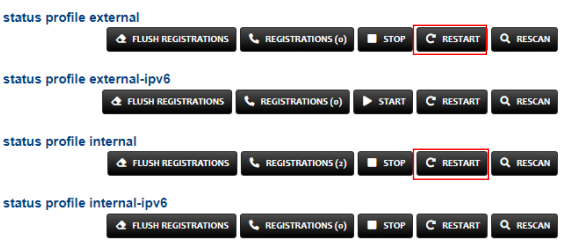 status profile external
FLUSH REGISTRATIONS REGISTRATIONS (0) STOP RESTART RESCAN
status profile external-ipv6
FLUSH REGISTRATIONS REGISTRATIONS (0) START RESTART RESCAN
status profile internal
FLUSH REGISTRATIONS REGISTRATIONS (2) STOP RESTART RESCAN
status profile internal-ipv6
FLUSH REGISTRATIONS REGISTRATIONS (0) STOP RESTART RESCAN